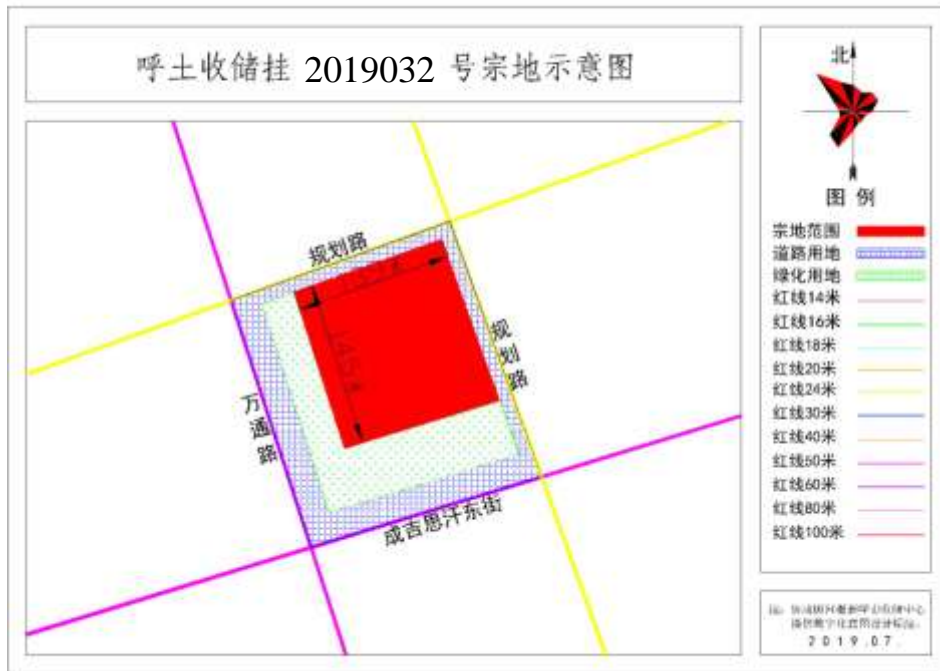 呼土收储挂 2019032 号宗地示意图
北
图 例
宗地范围
道路用地
绿化用地
红线14米
红线16米
红线18米
红线20米
红线24米
红线30米
红线40米
红线50米
红线60米
红线80米
红线100米
规划路
规划路
145米
万通路
成吉思汗东街
2019.07.